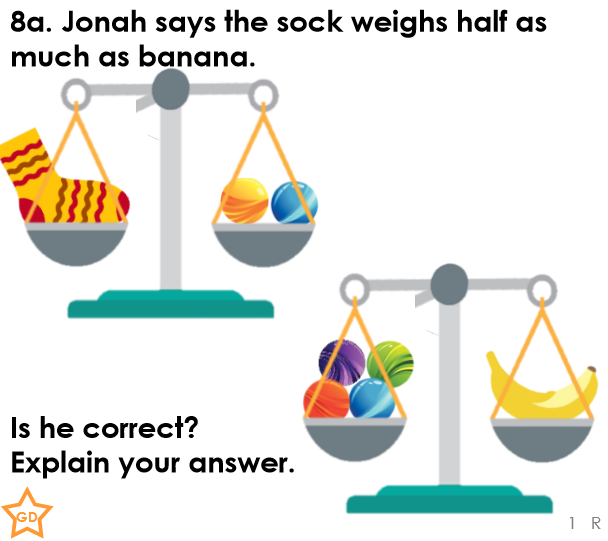 8a. Jonah says the sock weighs half as
much as banana.
Is he correct?
Explain your answer.
GD
1 R